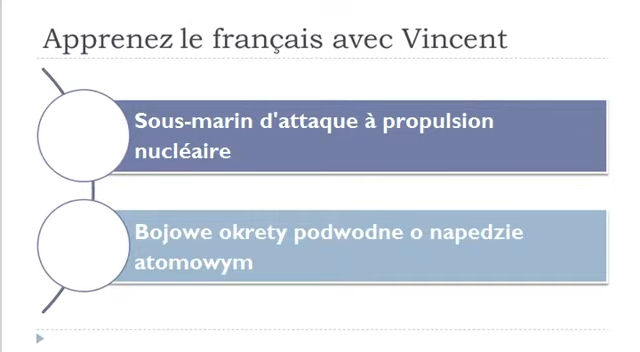 Apprenez le français avec Vincent
Sous-marin d'attaque à propulsion
nucléaire
Bojowe okrety podwodne o napedzie
atomowym